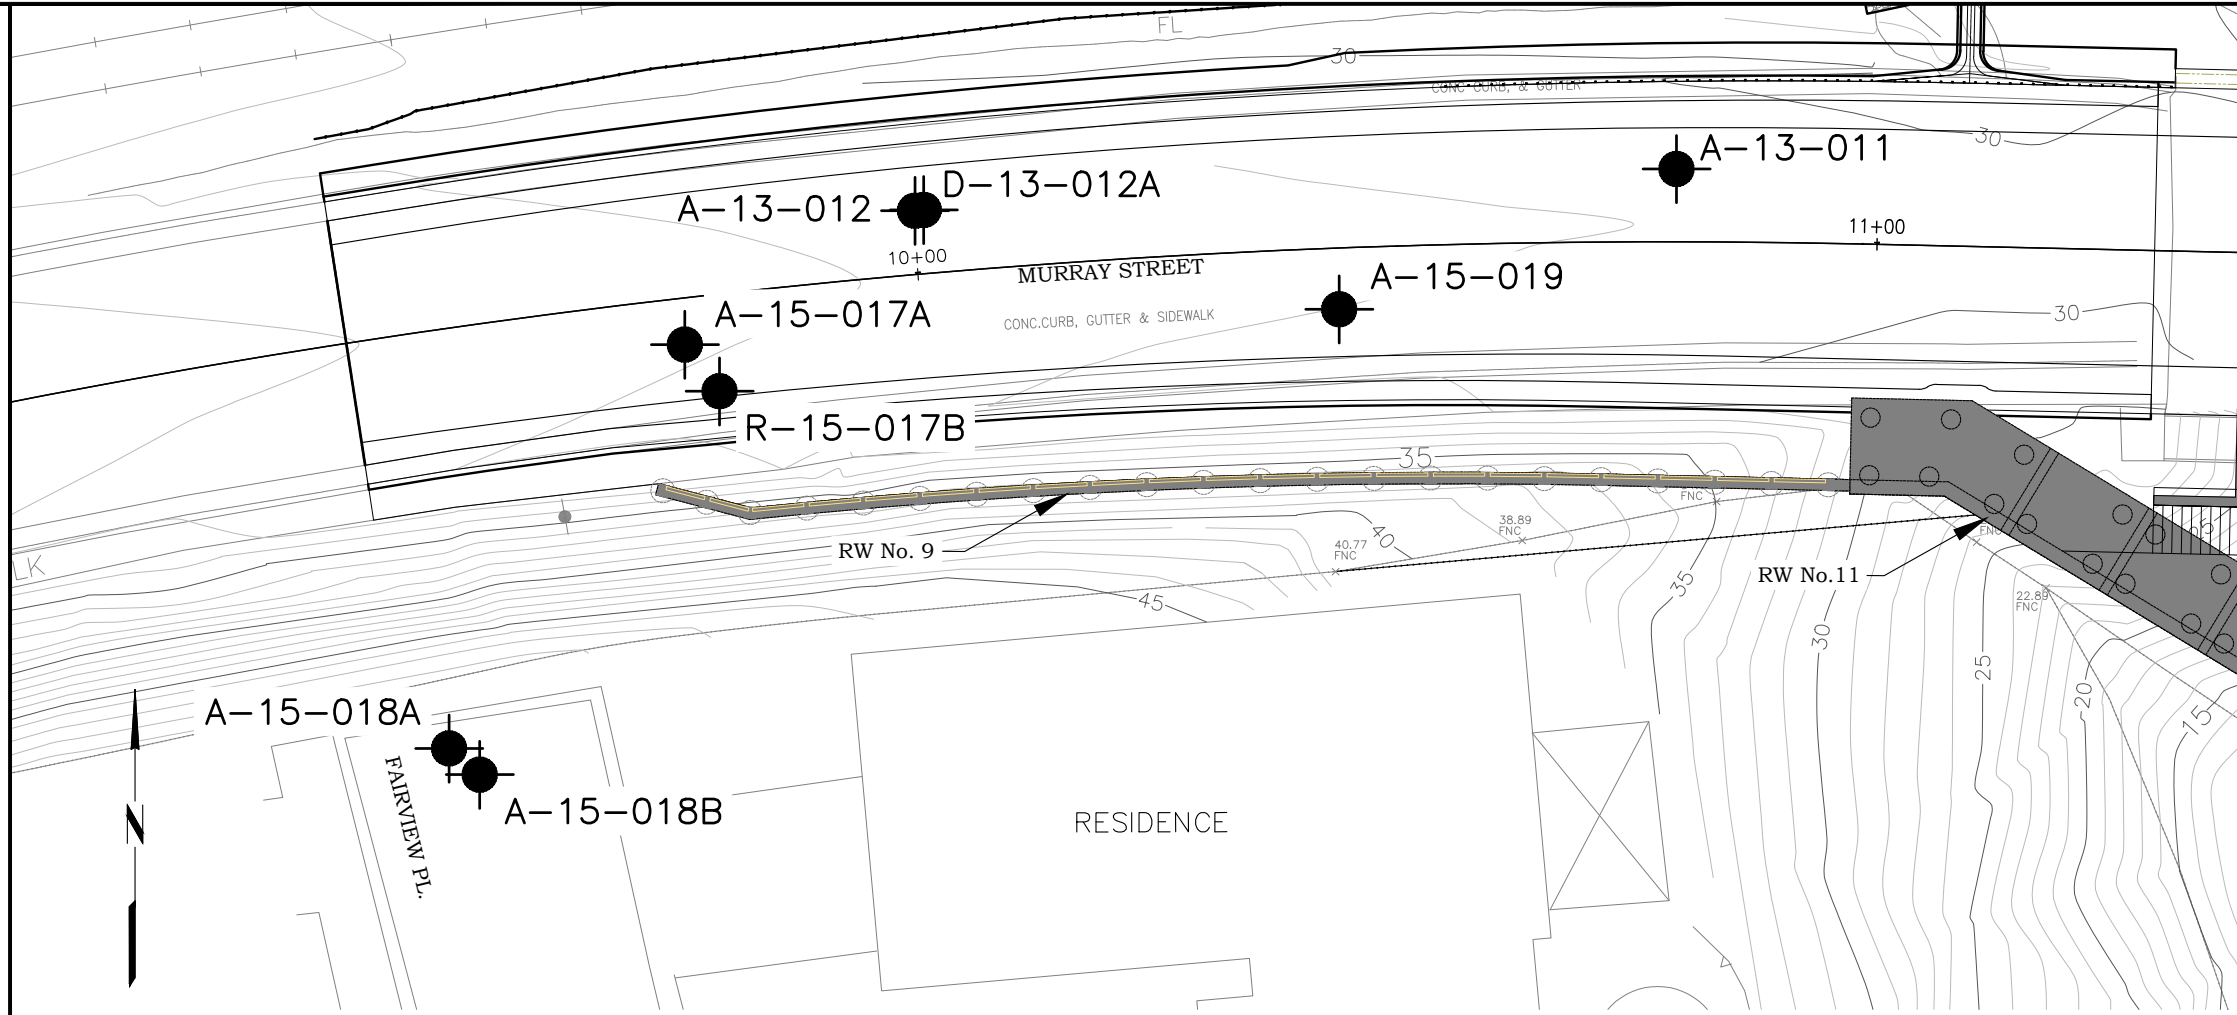 FL
30
CONC CURB, & GUTTER
30
A-13-011
D-13-012A
A-13-012
11+00
10+00
MURRAY STREET
A-15-019
A-15-017A
CONC.CURB, GUTTER & SIDEWALK
30
R-15-017B
35
FNC
38.89
FNC
40
40.77
FNC
RW No. 9
FNC
LK
RW No.11
35
45
22.89
FNC
30
25
20
15
A-15-018A
FAIRVIEW PL.
A-15-018B
N
RESIDENCE